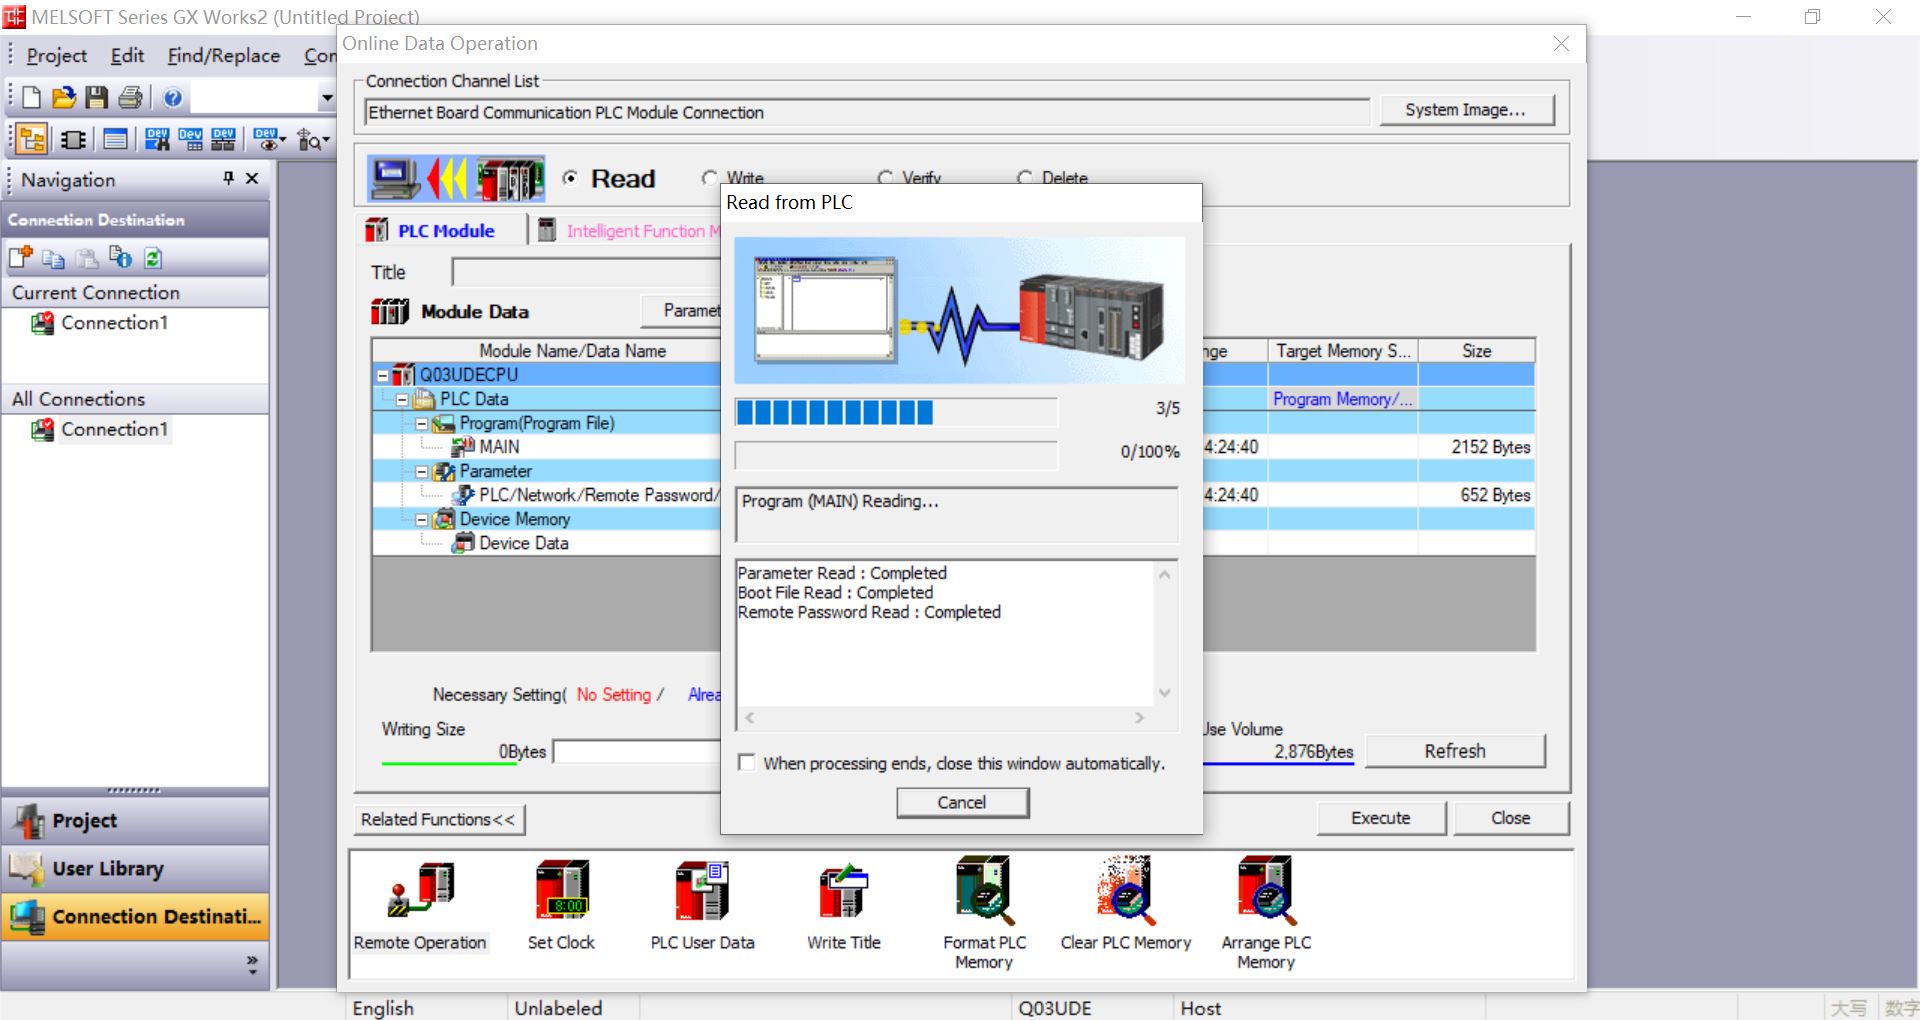 MELSOFT Series GX Works2 (Untitled Project)
Project Edit Find/Replace Con
Online Data Operation
Connection Channel List
Ethernet Board Communication PLC Module Connection
System Image...
Navigation
Connection Destination
Current Connection
Connection1
All Connections
Connection1
Project
User Library
Connection Destinati...
Read Write Verify Delete
PLC Module Intelligent Function M
Title
Module Data Paramet
Module Name/Data Name nge Target Memory S... Size
Q03UDECPU
PLC Data Program Memory/...
Program(Program File)
MAIN 4:24:40 2152 Bytes
Parameter
PLC/Network/Remote Password/ 4:24:40 652 Bytes
Device Memory
Device Data
Necessary Setting( No Setting / Alrea
Writing Size
0Bytes
Use Volume
2,876Bytes
Refresh
Related Functions<<
Execute
Close
Read from PLC
3/5
0/100%
Program (MAIN) Reading...
Parameter Read : Completed
Boot File Read : Completed
Remote Password Read : Completed
When processing ends, close this window automatically.
Cancel
Remote Operation
Set Clock
8:00
PLC User Data
Write Title
Format PLC
Memory
Clear PLC Memory
Arrange PLC
Memory
English Unlabeled Q03UDE Host 大写 数字